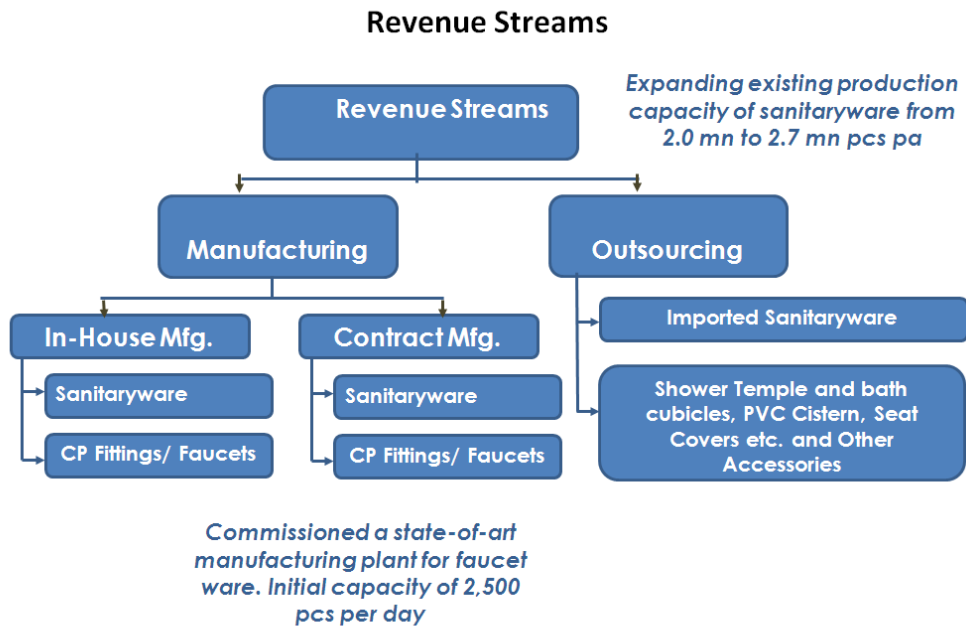 Revenue Streams
Revenue Streams
Expanding existing production
capacity of sanitaryware from
2.0 mn to 2.7 mn pcs pa
Manufacturing
Outsourcing
In-House Mfg.
Contract Mfg.
Imported Sanitaryware
Sanitaryware
Sanitaryware
Shower Temple and bath
cubicles, PVC Cistern, Seat
Covers etc. and Other
Accessories
CP Fittings/ Faucets
CP Fittings/ Faucets
Commissioned a state-of-art
manufacturing plant for faucet
ware. Initial capacity of 2,500
pcs per day